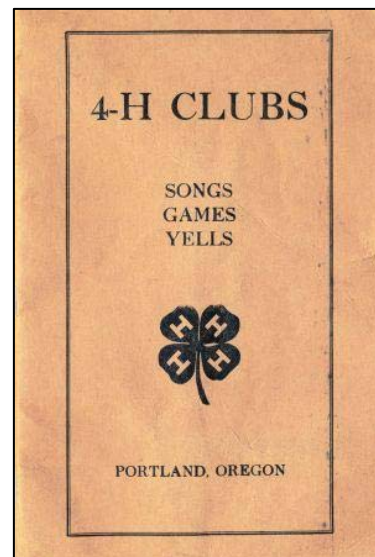 4-H CLUBS
SONGS
GAMES
YELLS
H H
H H
PORTLAND, OREGON